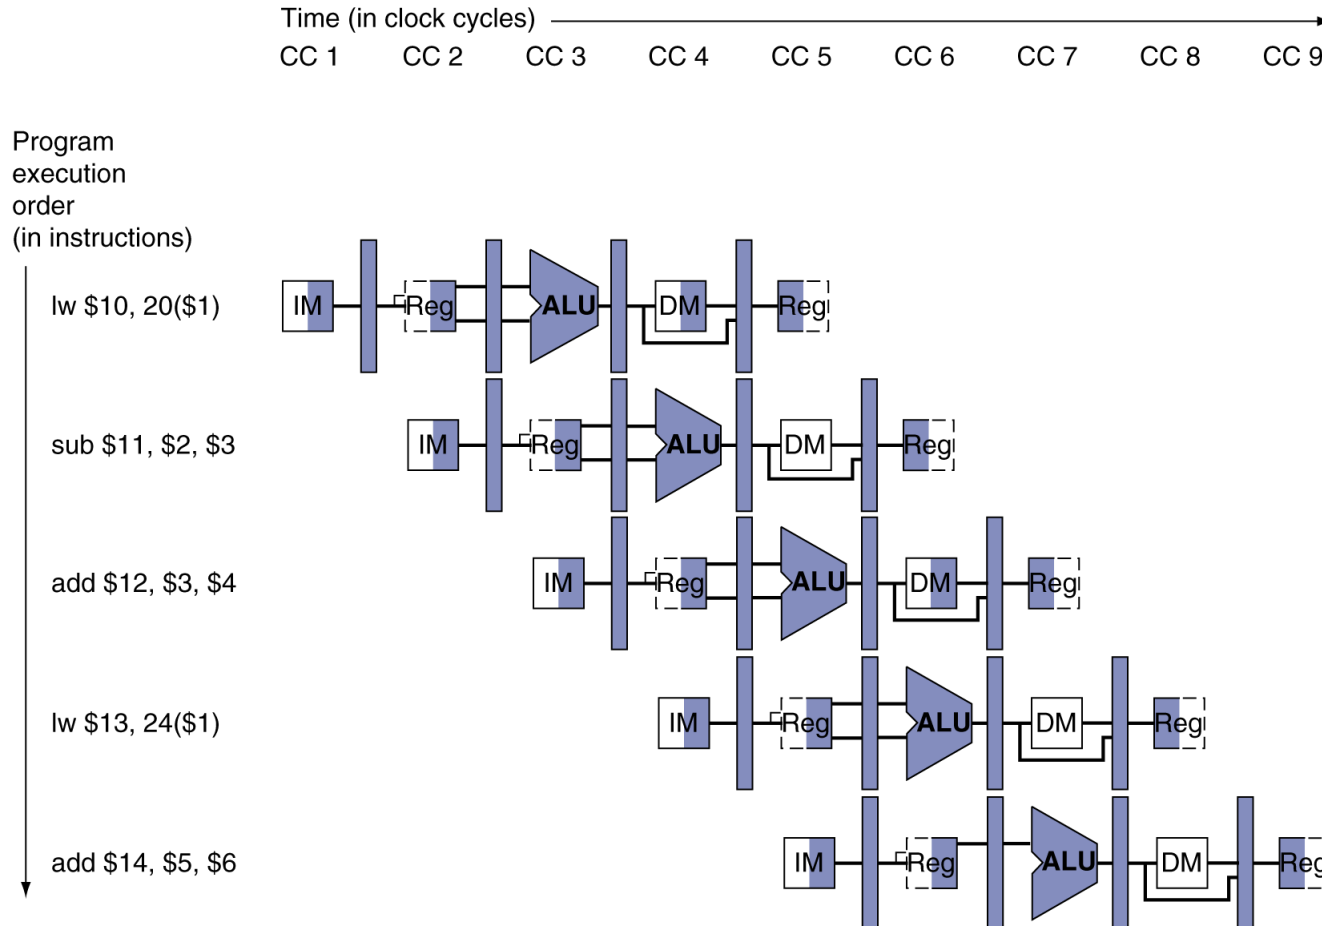 Time (in clock cycles)
CC 1 CC 2 CC 3 CC 4 CC 5 CC 6 CC 7 CC 8 CC 9
Program
execution
order
(in instructions)
lw $10, 20($1) IM Reg ALU DM Reg
sub $11, $2, $3 IM Reg ALU DM Reg
add $12, $3, $4 IM Reg ALU DM Reg
lw $13, 24($1) IM Reg ALU DM Reg
add $14, $5, $6 IM Reg ALU DM Reg